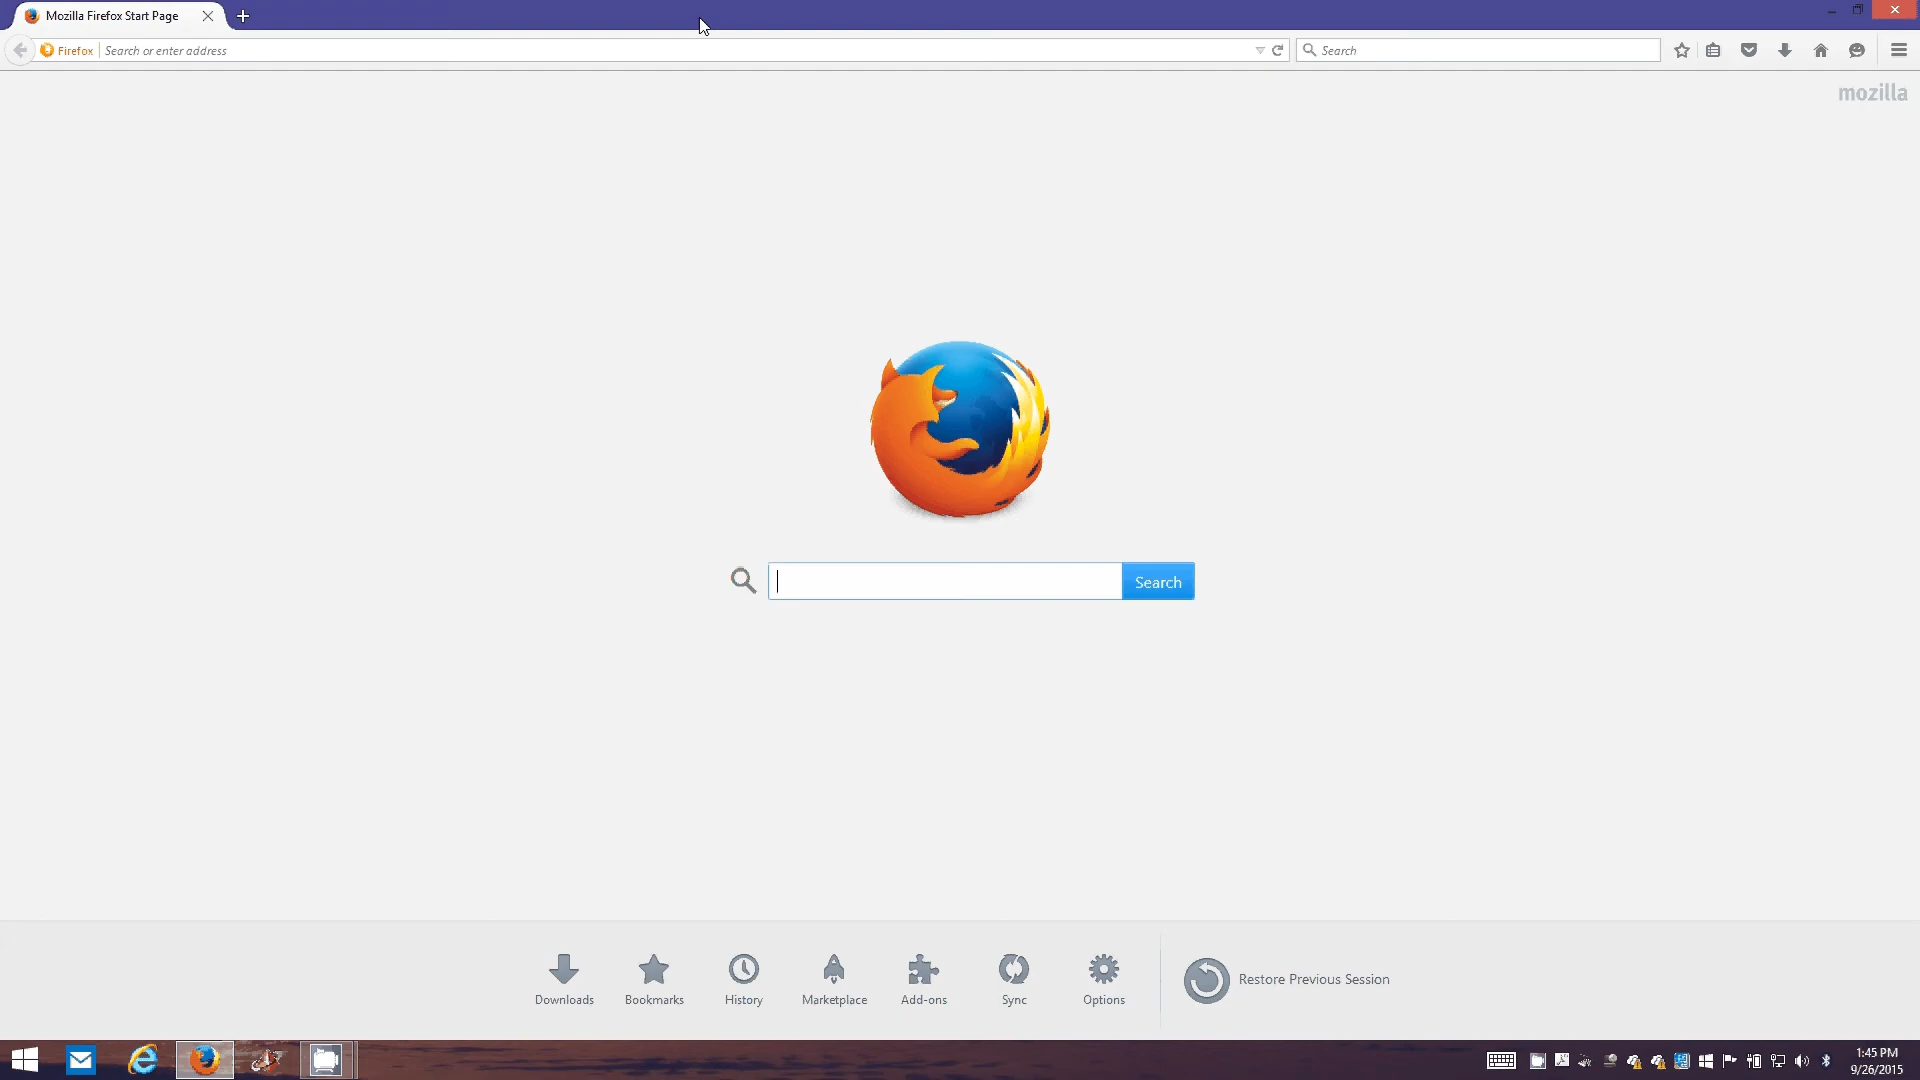 Mozilla Firefox Start Page
Firefox
Search or enter address
Search
mozilla
Search
Downloads
Bookmarks
History
Marketplace
Add-ons
Sync
Options
Restore Previous Session
1:45 PM
9/26/2015